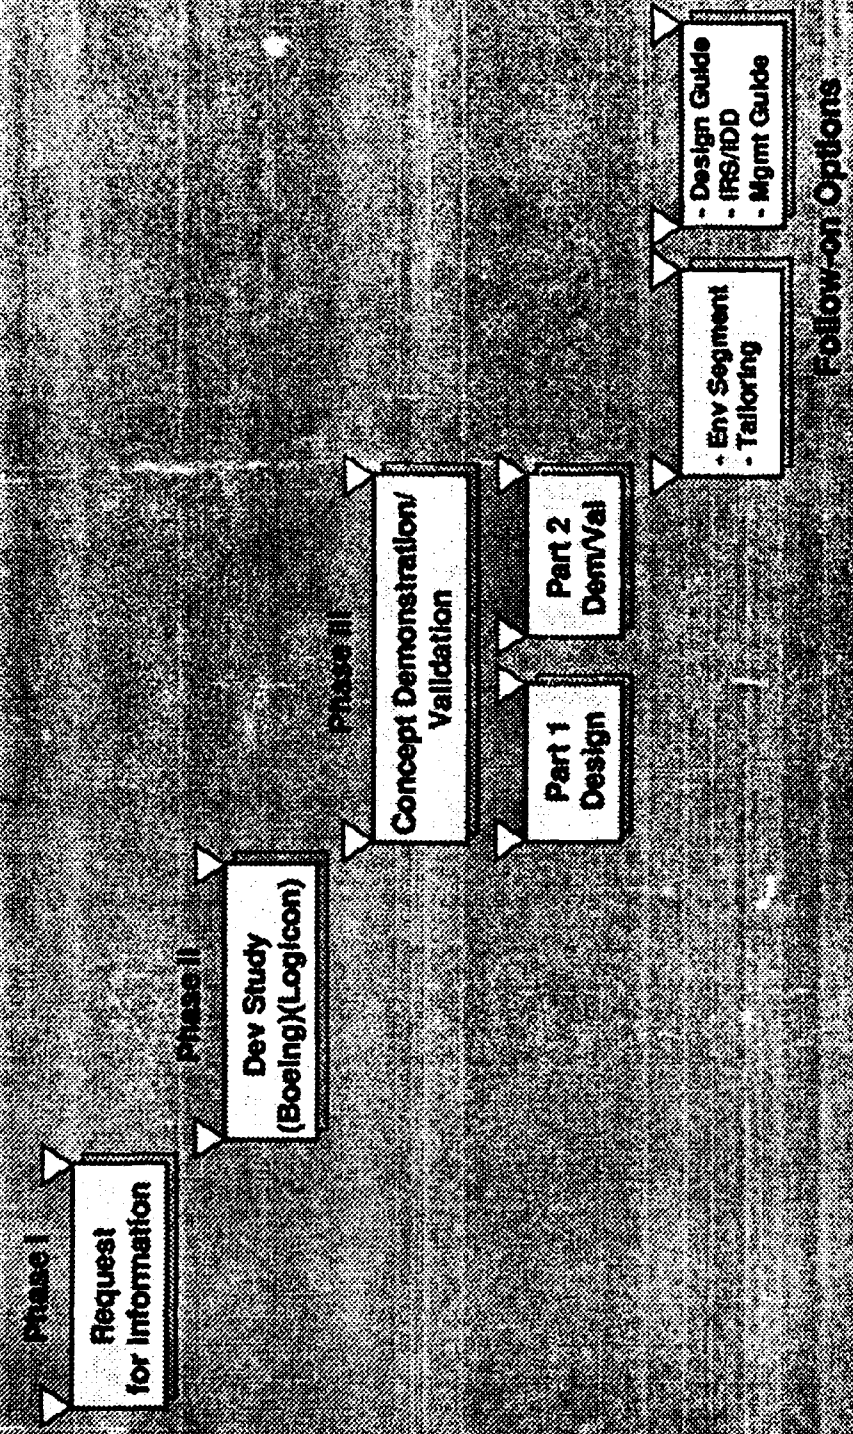 Phase I
Request
for Information
Phase II
Dev Study
(Boeing)(Logicon)
Phase III
Concept Demonstration/
Validation
Part 1
Design
Part 2
Dem/Val
- Env Segment
- Tailoring
- Design Guide
- IRS/IDD
- Mgmt Guide
Follow-on Options